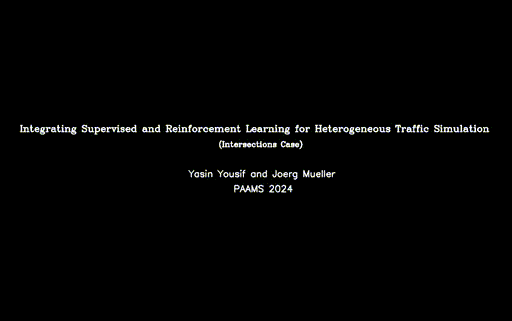 Integrating Supervised and Reinforcement Learning for Heterogeneous Traffic Simulation
(Intersections Case)
Yasin Yousif and Joerg Mueller
PAAMS 2024